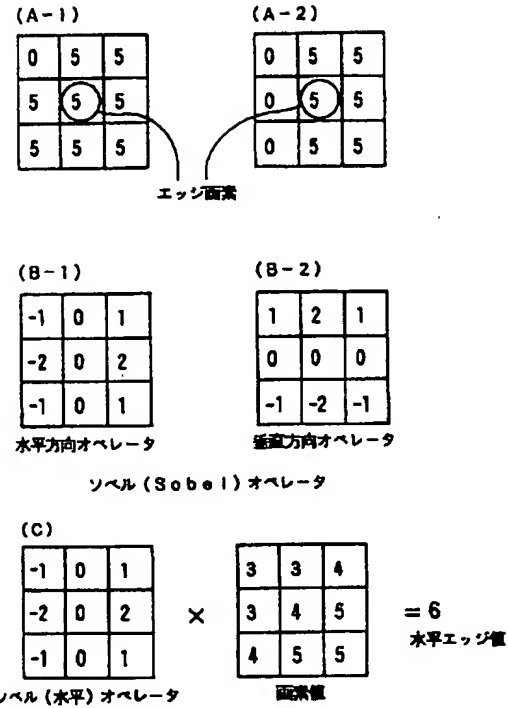 (A-1) (A-2)
0 5 5 0 5 5
5 5 5 0 5 5
5 5 5 0 5 5
エッジ画素
(B-1) (B-2)
-1 0 1 1 2 1
-2 0 2 0 0 0
-1 0 1 -1 -2 -1
水平方向オペレータ 垂直方向オペレータ
ソベル(Sobel)オペレータ
(C)
-1 0 1 3 3 4
-2 0 2 × 3 4 5 =6
-1 0 1 4 5 5 水平エッジ値
ソベル(水平)オペレータ 画素値